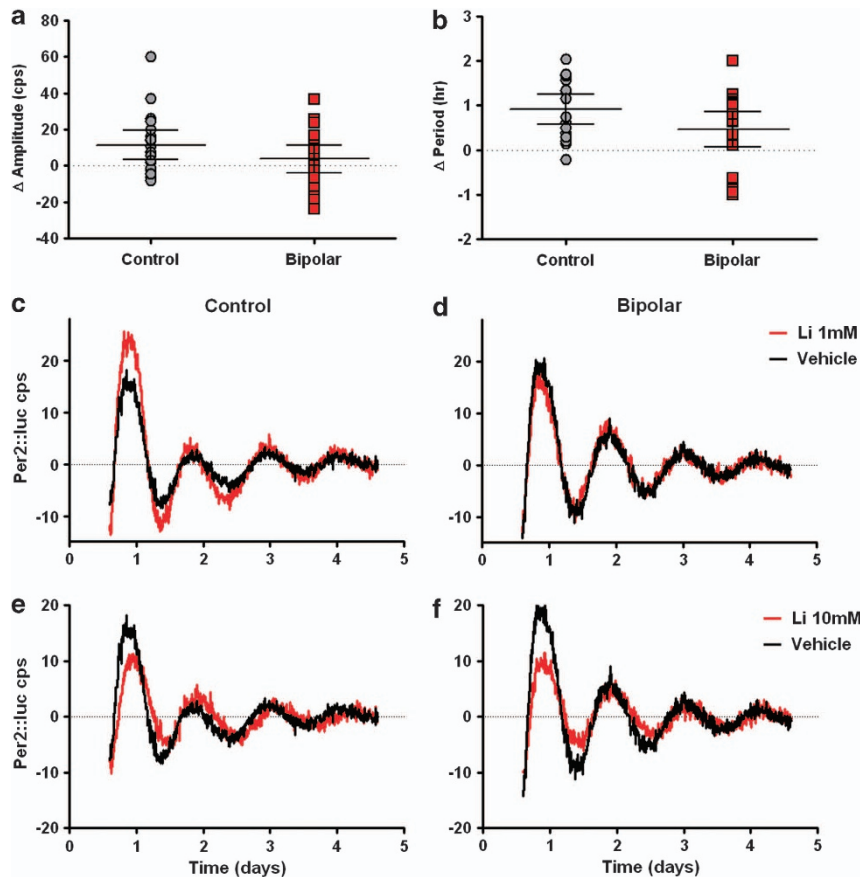 a
b
Δ Amplitude (cps)
80
60
40
20
0
-20
-40
Control
Bipolar
Δ Period (hr)
3
2
1
0
-1
-2
Control
Bipolar
c
Control
d
Bipolar
Li 1mM
Vehicle
Per2::luc cps
20
10
0
-10
0
1
2
3
4
5
20
10
0
-10
0
1
2
3
4
5
e
f
Li 10mM
Vehicle
Per2::luc cps
20
10
0
-10
-20
0
1
2
3
4
5
Time (days)
20
10
0
-10
-20
0
1
2
3
4
5
Time (days)